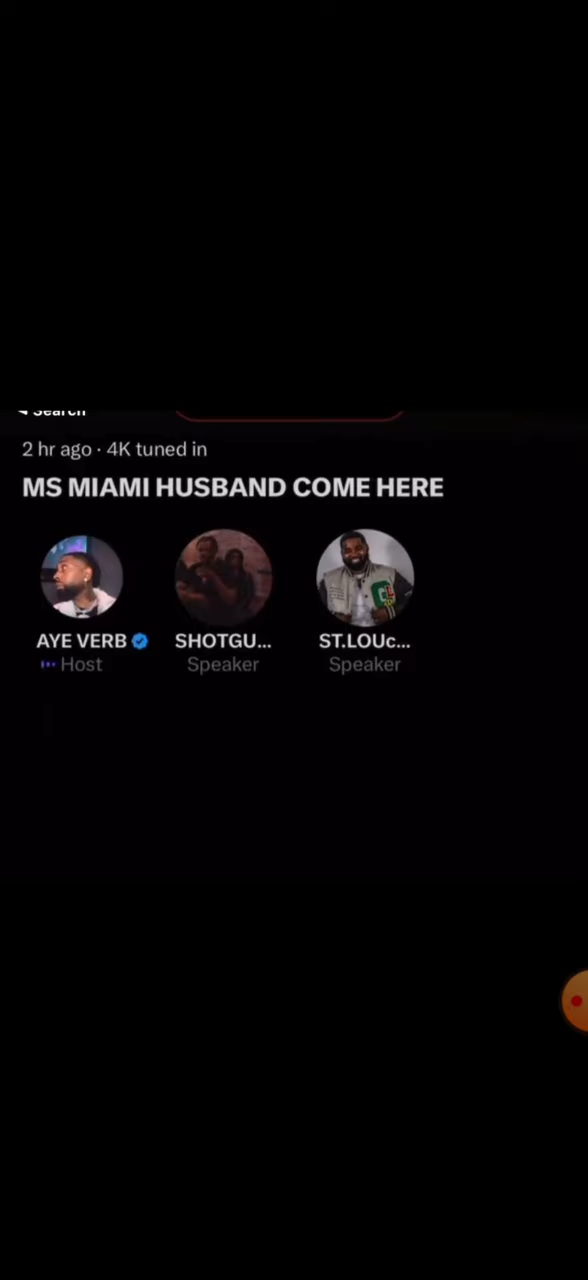 ◂ Search
2 hr ago · 4K tuned in
MS MIAMI HUSBAND COME HERE
AYE VERB
SHOTGU...
ST.LOUc...
Host
Speaker
Speaker